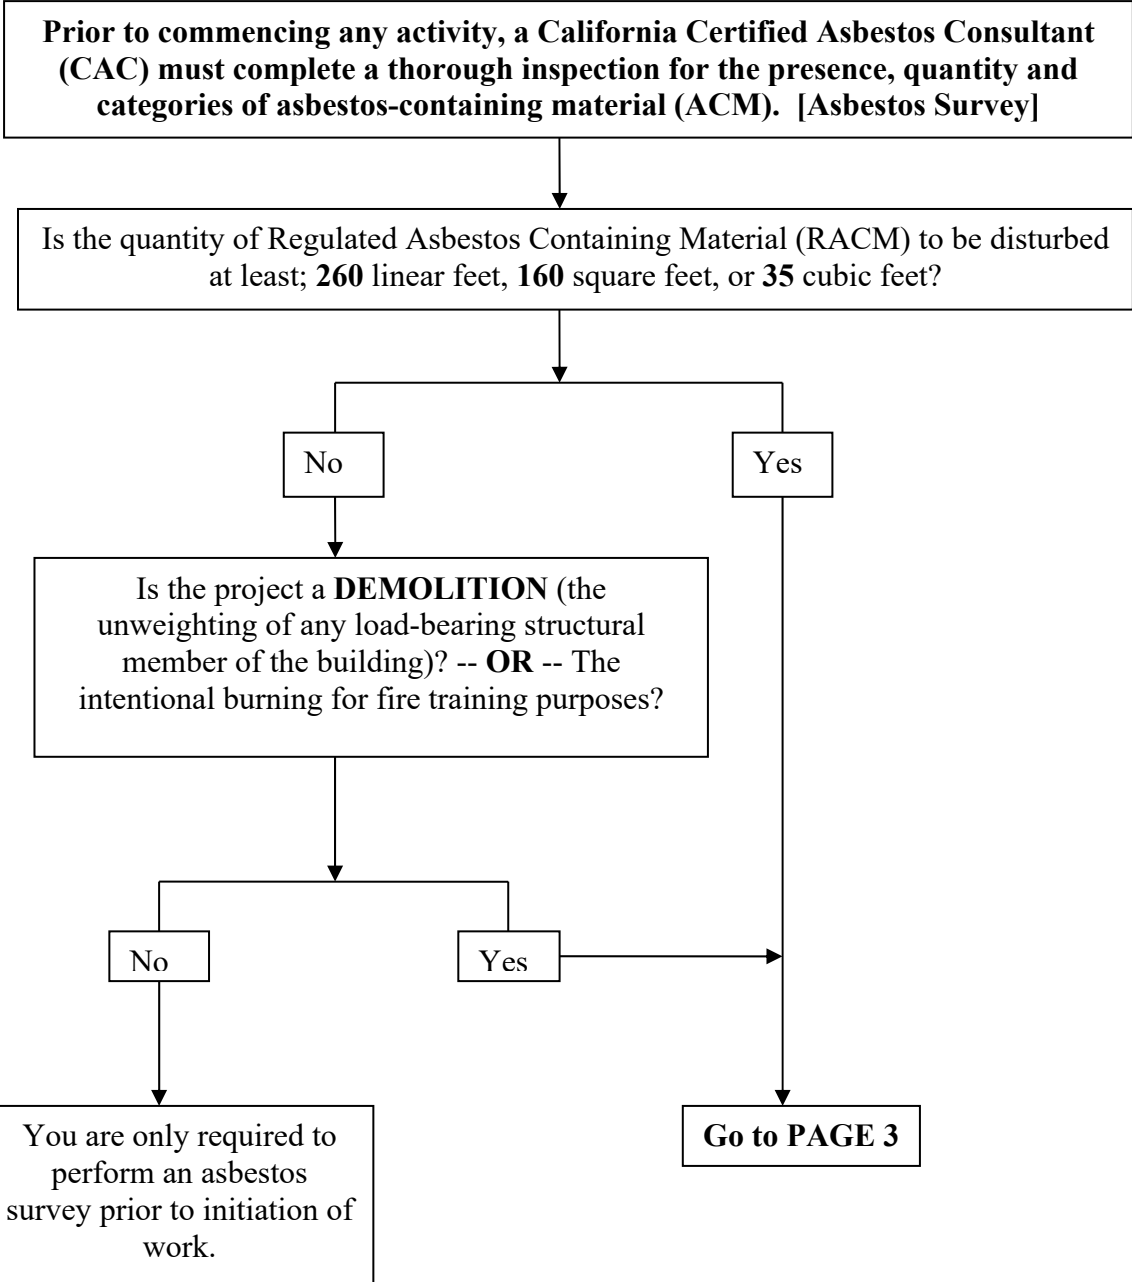 Prior to commencing any activity, a California Certified Asbestos Consultant
(CAC) must complete a thorough inspection for the presence, quantity and
categories of asbestos-containing material (ACM).  [Asbestos Survey]
Is the quantity of Regulated Asbestos Containing Material (RACM) to be disturbed
at least; 260 linear feet, 160 square feet, or 35 cubic feet?
No
Yes
Is the project a DEMOLITION (the
unweighting of any load-bearing structural
member of the building)? -- OR -- The
intentional burning for fire training purposes?
No
Yes
You are only required to
perform an asbestos
survey prior to initiation of
work.
Go to PAGE 3